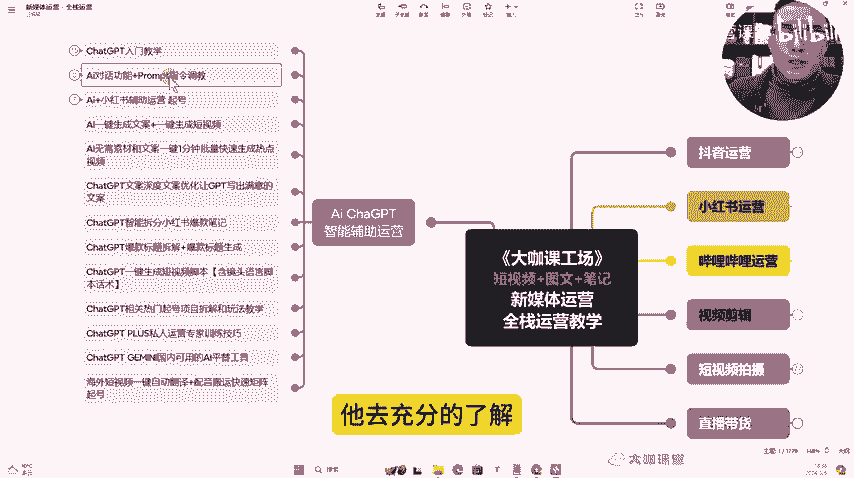 新媒体运营·全栈运营
ChatGPT入门教学
Ai对话功能+Prompt指令调教
Ai+小红书辅助运营 起号
AI一键生成文案+一键生成短视频
AI无需素材和文案一键1分钟批量快速生成热点
视频
ChatGPT文案深度文案优化让GPT写出满意的
文案
ChatGPT智能拆分小红书爆款笔记
ChatGPT爆款标题拆解+爆款标题生成
ChatGPT一键生成短视频脚本【含镜头语言脚
本话术】
ChatGPT相关热门起号项目拆解和玩法教学
ChatGPT PLUS私人运营专家训练技巧
ChatGPT GEMINI国内可用的AI平替工具
海外短视频一键自动翻译+配音搬运快速矩阵
起号
Ai ChaGPT
智能辅助运营
《大咖课工场》
短视频+图文+笔记
新媒体运营
全栈运营教学
抖音运营
小红书运营
哔哩哔哩运营
视频剪辑
短视频拍摄
直播带货
他去充分的了解
大咖课堂
bilibili